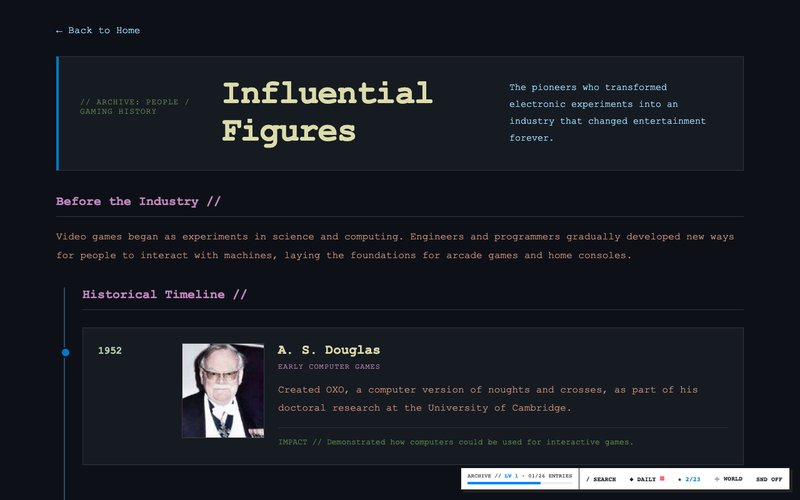 ← Back to Home
// ARCHIVE: PEOPLE /
GAMING HISTORY
Influential
Figures
The pioneers who transformed
electronic experiments into an
industry that changed entertainment
forever.
Before the Industry //
Video games began as experiments in science and computing. Engineers and programmers gradually developed new ways
for people to interact with machines, laying the foundations for arcade games and home consoles.
Historical Timeline //
1952
A. S. Douglas
EARLY COMPUTER GAMES
Created OXO, a computer version of noughts and crosses, as part of his
doctoral research at the University of Cambridge.
IMPACT // Demonstrated how computers could be used for interactive games.
ARCHIVE // LV 1 · 01/26 ENTRIES
/ SEARCH
◆ DAILY
★ 2/23
✣ WORLD
SND OFF